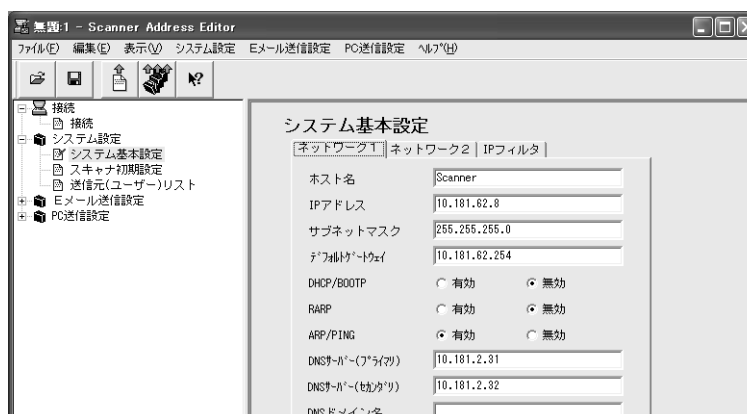 無題:1 - Scanner Address Editor
ファイル(F) 編集(E) 表示(V) システム設定 Eメール送信設定 PC送信設定 ヘルプ(H)
接続
接続
システム設定
システム基本設定
スキャナ初期設定
送信元(ユーザー)リスト
Eメール送信設定
PC送信設定
システム基本設定
ネットワーク1 ネットワーク2 IPフィルタ
ホスト名 Scanner
IPアドレス 10.181.62.8
サブネットマスク 255.255.255.0
デフォルトゲートウェイ 10.181.62.254
DHCP/BOOTP 有効 無効
RARP 有効 無効
ARP/PING 有効 無効
DNSサーバー(プライマリ) 10.181.2.31
DNSサーバー(セカンダリ) 10.181.2.32
DNSドメイン名